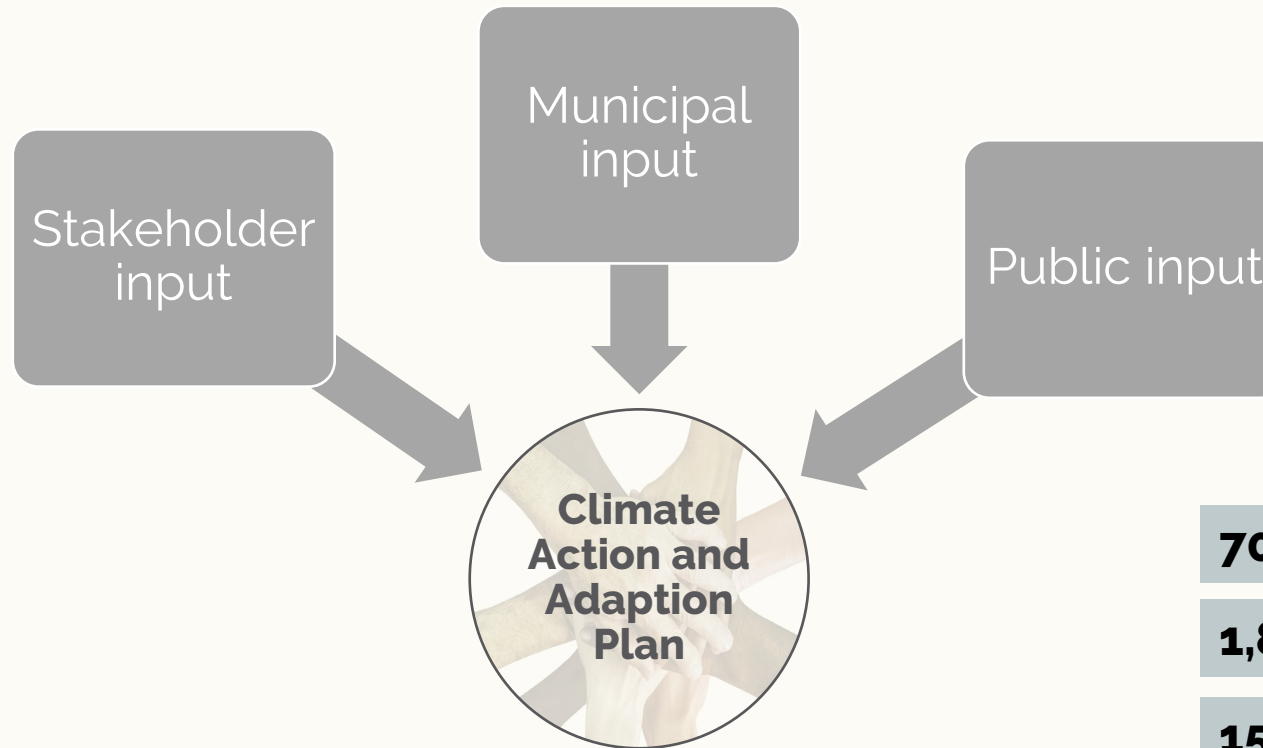 Municipal
input
Stakeholder
input
Public input
Climate
Action and
Adaption
Plan